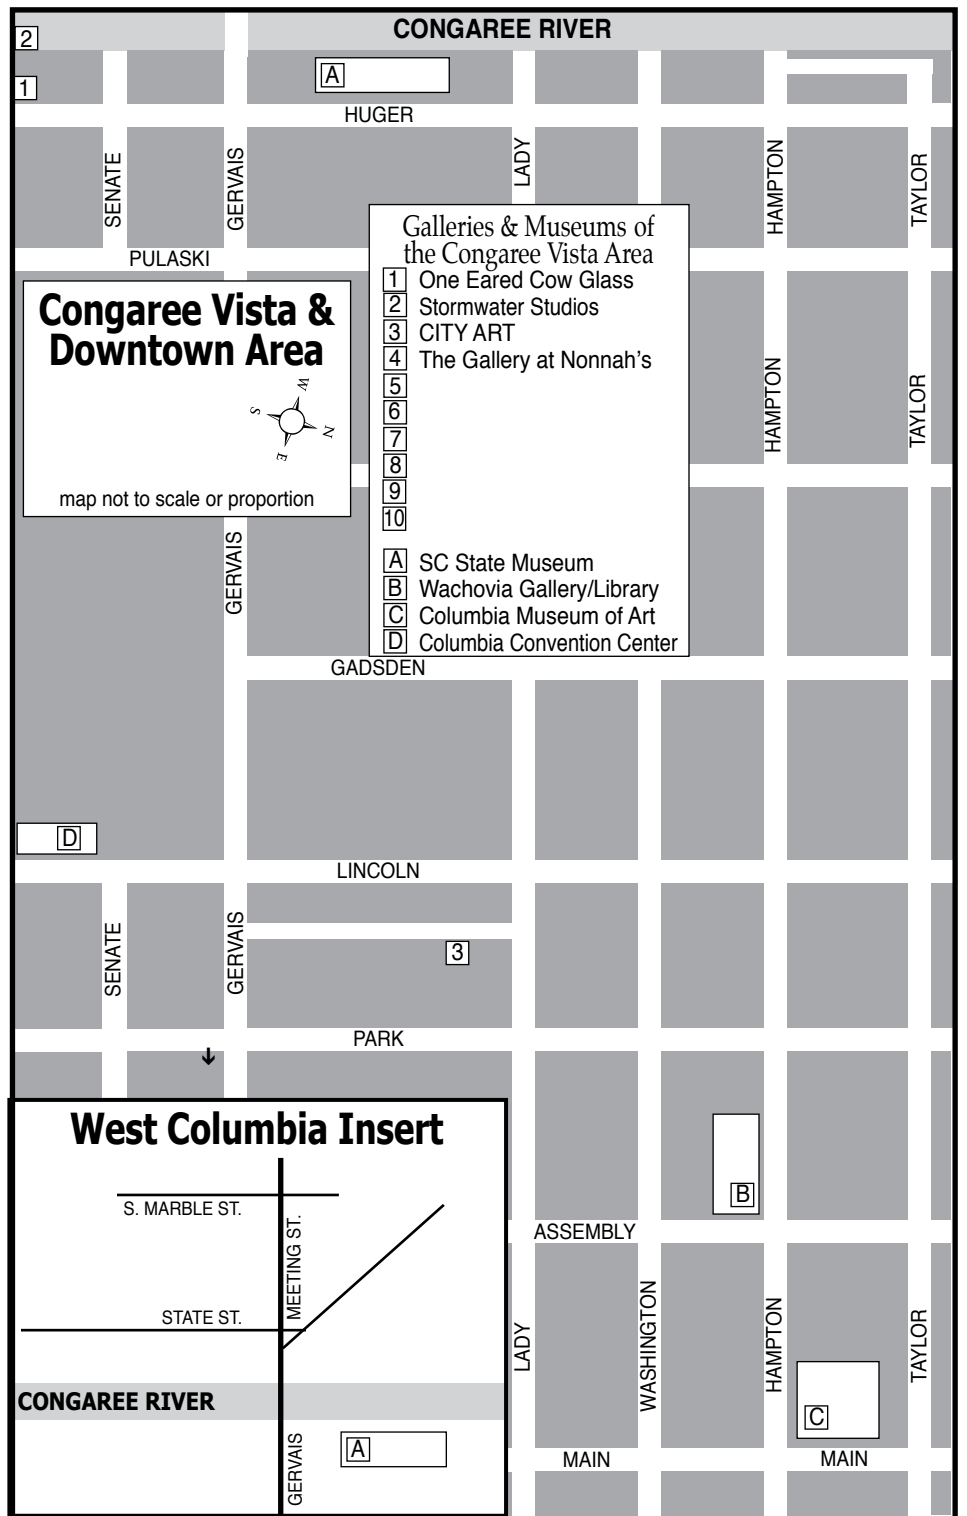 CONGAREE RIVER
2
1
A
HUGER
SENATE
GERVAIS
LADY
HAMPTON
TAYLOR
PULASKI
Congaree Vista &
Downtown Area
W
S
N
E
map not to scale or proportion
Galleries & Museums of
the Congaree Vista Area
1 One Eared Cow Glass
2 Stormwater Studios
3 CITY ART
4 The Gallery at Nonnah's
5
6
7
8
9
10
A SC State Museum
B Wachovia Gallery/Library
C Columbia Museum of Art
D Columbia Convention Center
HAMPTON
TAYLOR
GERVAIS
GADSDEN
D
LINCOLN
SENATE
GERVAIS
3
PARK
West Columbia Insert
S. MARBLE ST.
MEETING ST.
STATE ST.
CONGAREE RIVER
GERVAIS
A
B
ASSEMBLY
LADY
WASHINGTON
HAMPTON
TAYLOR
C
MAIN
MAIN